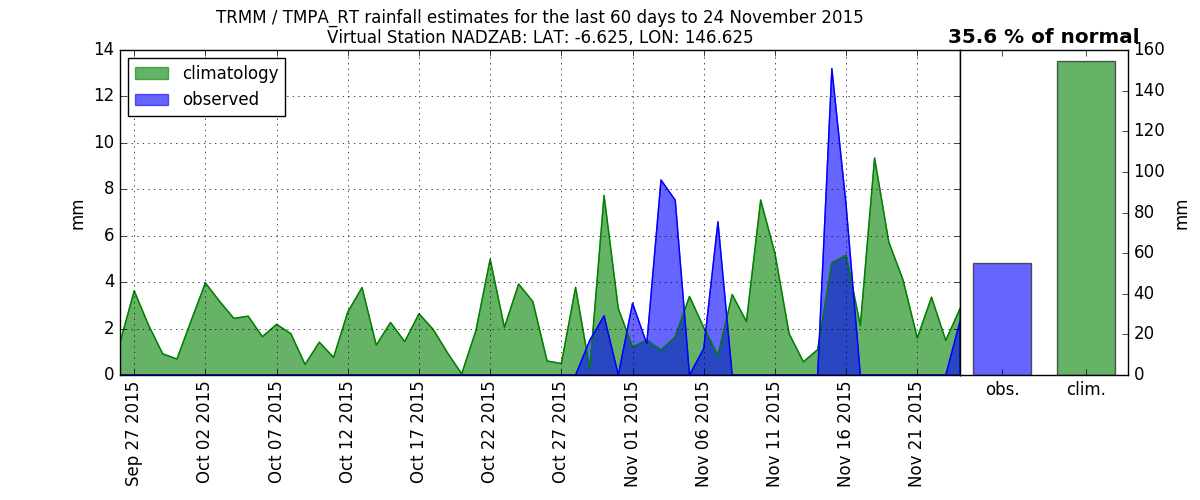 TRMM / TMPA_RT rainfall estimates for the last 60 days to 24 November 2015
Virtual Station NADZAB: LAT: -6.625, LON: 146.625
35.6 % of normal
climatology
observed
mm
14
12
10
8
6
4
2
0
Sep 27 2015
Oct 02 2015
Oct 07 2015
Oct 12 2015
Oct 17 2015
Oct 22 2015
Oct 27 2015
Nov 01 2015
Nov 06 2015
Nov 11 2015
Nov 16 2015
Nov 21 2015
obs.
clim.
160
140
120
100
80
60
40
20
0
mm